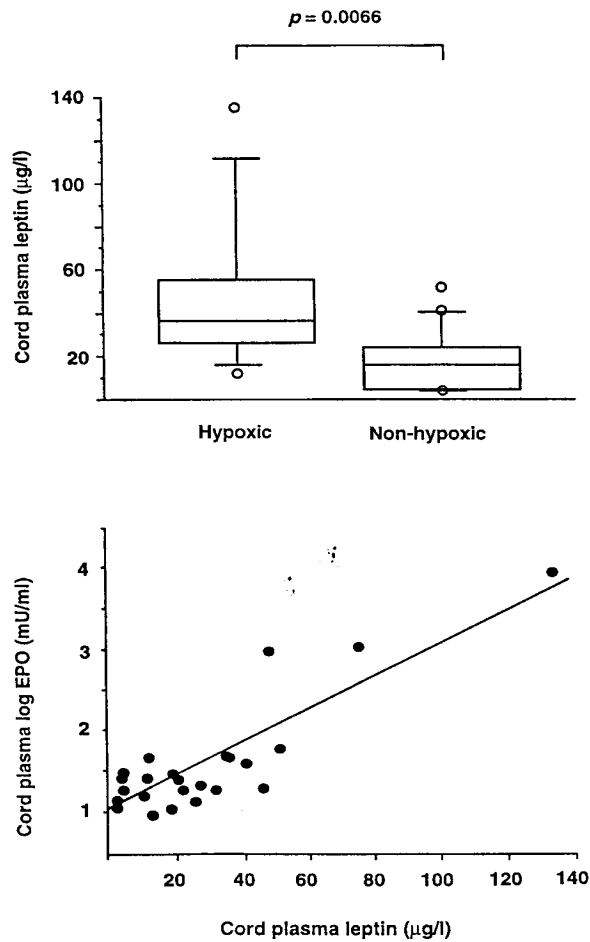 p = 0.0066
Cord plasma leptin (µg/l)
140
100
60
20
Hypoxic Non-hypoxic
Cord plasma log EPO (mU/ml)
4
3
2
1
20 40 60 80 100 120 140
Cord plasma leptin (µg/l)